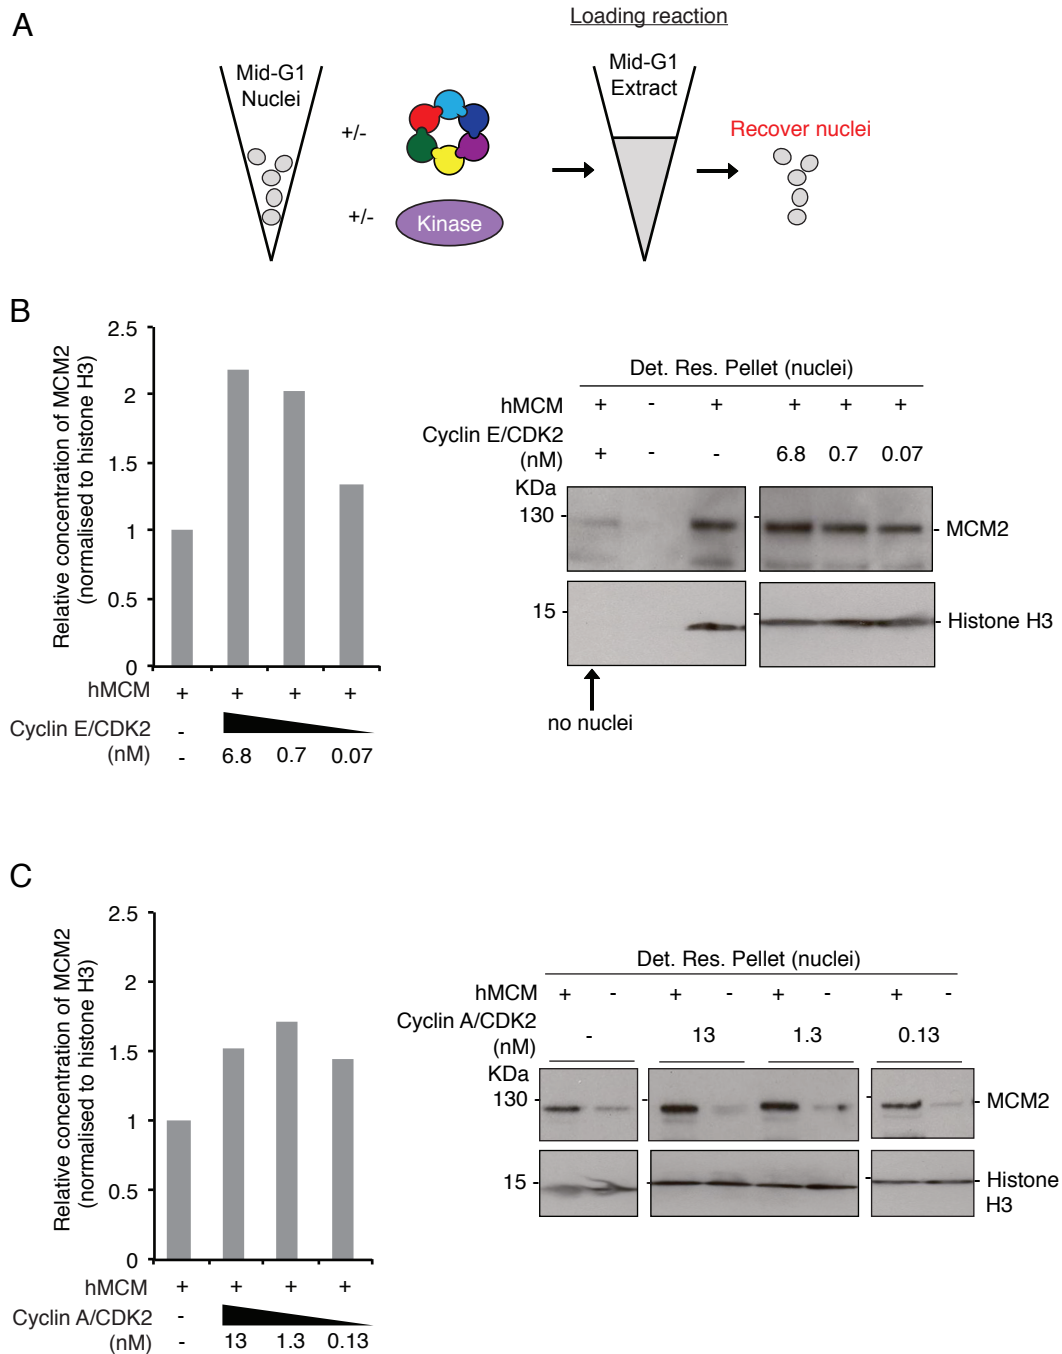 A
Loading reaction
Mid-G1
Nuclei
Mid-G1
Extract
+/-
+/-
Kinase
Recover nuclei
B
Relative concentration of MCM2
(normalised to histone H3)
2.5
2
1.5
1
0.5
0
hMCM + + + +
Cyclin E/CDK2 -
(nM) - 6.8 0.7 0.07
Det. Res. Pellet (nuclei)
hMCM + - + + + +
Cyclin E/CDK2
(nM) + - - 6.8 0.7 0.07
KDa
130
MCM2
15
Histone H3
no nuclei
C
Relative concentration of MCM2
(normalised to histone H3)
2.5
2
1.5
1
0.5
0
hMCM + + + +
Cyclin A/CDK2 -
(nM) - 13 1.3 0.13
Det. Res. Pellet (nuclei)
hMCM + - + - + - + -
Cyclin A/CDK2
(nM) - 13 1.3 0.13
KDa
130
MCM2
15
Histone
H3